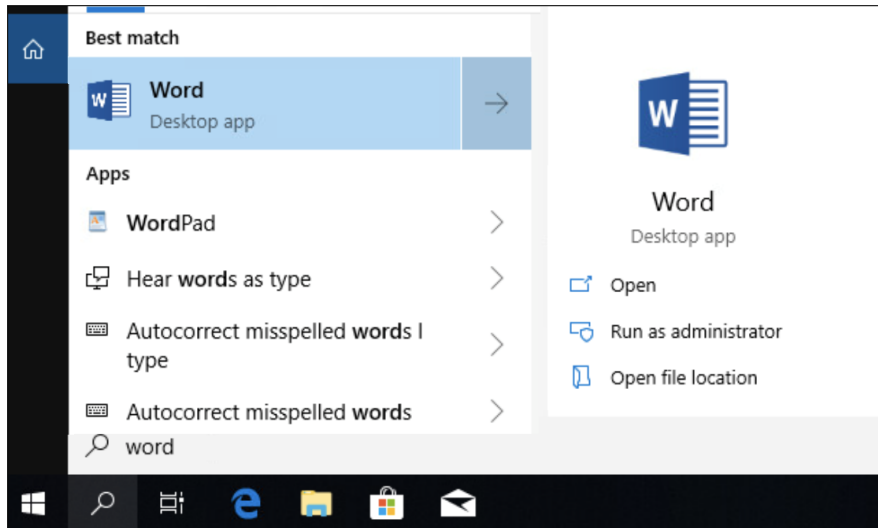 Best match
Word
Desktop app
Apps
WordPad
Hear words as type
Autocorrect misspelled words I
type
Autocorrect misspelled words
word
Word
Desktop app
Open
Run as administrator
Open file location